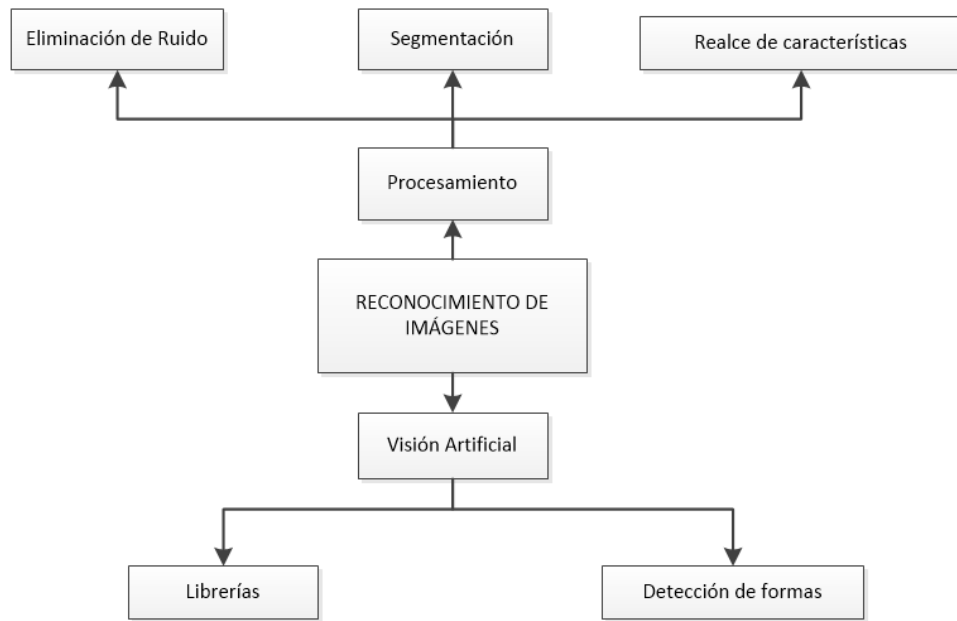 Eliminación de Ruido
Segmentación
Realce de características
Procesamiento
RECONOCIMIENTO DE
IMÁGENES
Visión Artificial
Librerías
Detección de formas